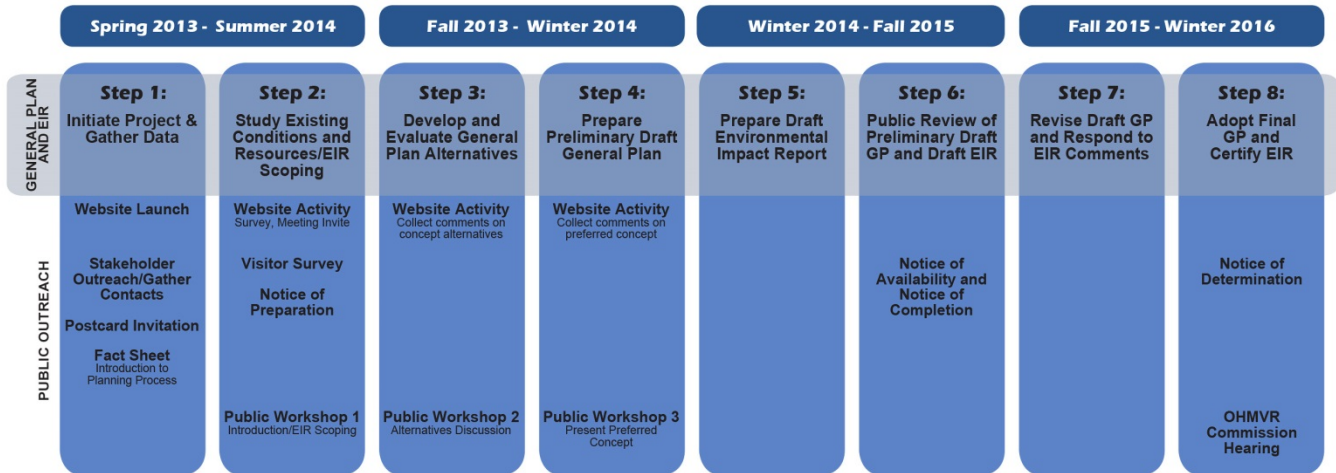 Spring 2013 - Summer 2014
Fall 2013 - Winter 2014
Winter 2014 - Fall 2015
Fall 2015 - Winter 2016
GENERAL PLAN
AND EIR
Step 1:
Initiate Project &
Gather Data
Step 2:
Study Existing
Conditions and
Resources/EIR
Scoping
Step 3:
Develop and
Evaluate General
Plan Alternatives
Step 4:
Prepare
Preliminary Draft
General Plan
Step 5:
Prepare Draft
Environmental
Impact Report
Step 6:
Public Review of
Preliminary Draft
GP and Draft EIR
Step 7:
Revise Draft GP
and Respond to
EIR Comments
Step 8:
Adopt Final
GP and
Certify EIR
PUBLIC OUTREACH
Website Launch
Stakeholder
Outreach/Gather
Contacts
Postcard Invitation
Fact Sheet
Introduction to
Planning Process
Website Activity
Survey, Meeting Invite
Visitor Survey
Notice of
Preparation
Public Workshop 1
Introduction/EIR Scoping
Website Activity
Collect comments on
concept alternatives
Public Workshop 2
Alternatives Discussion
Website Activity
Collect comments on
preferred concept
Public Workshop 3
Present Preferred
Concept
Notice of
Availability and
Notice of
Completion
Notice of
Determination
OHMVR
Commission
Hearing